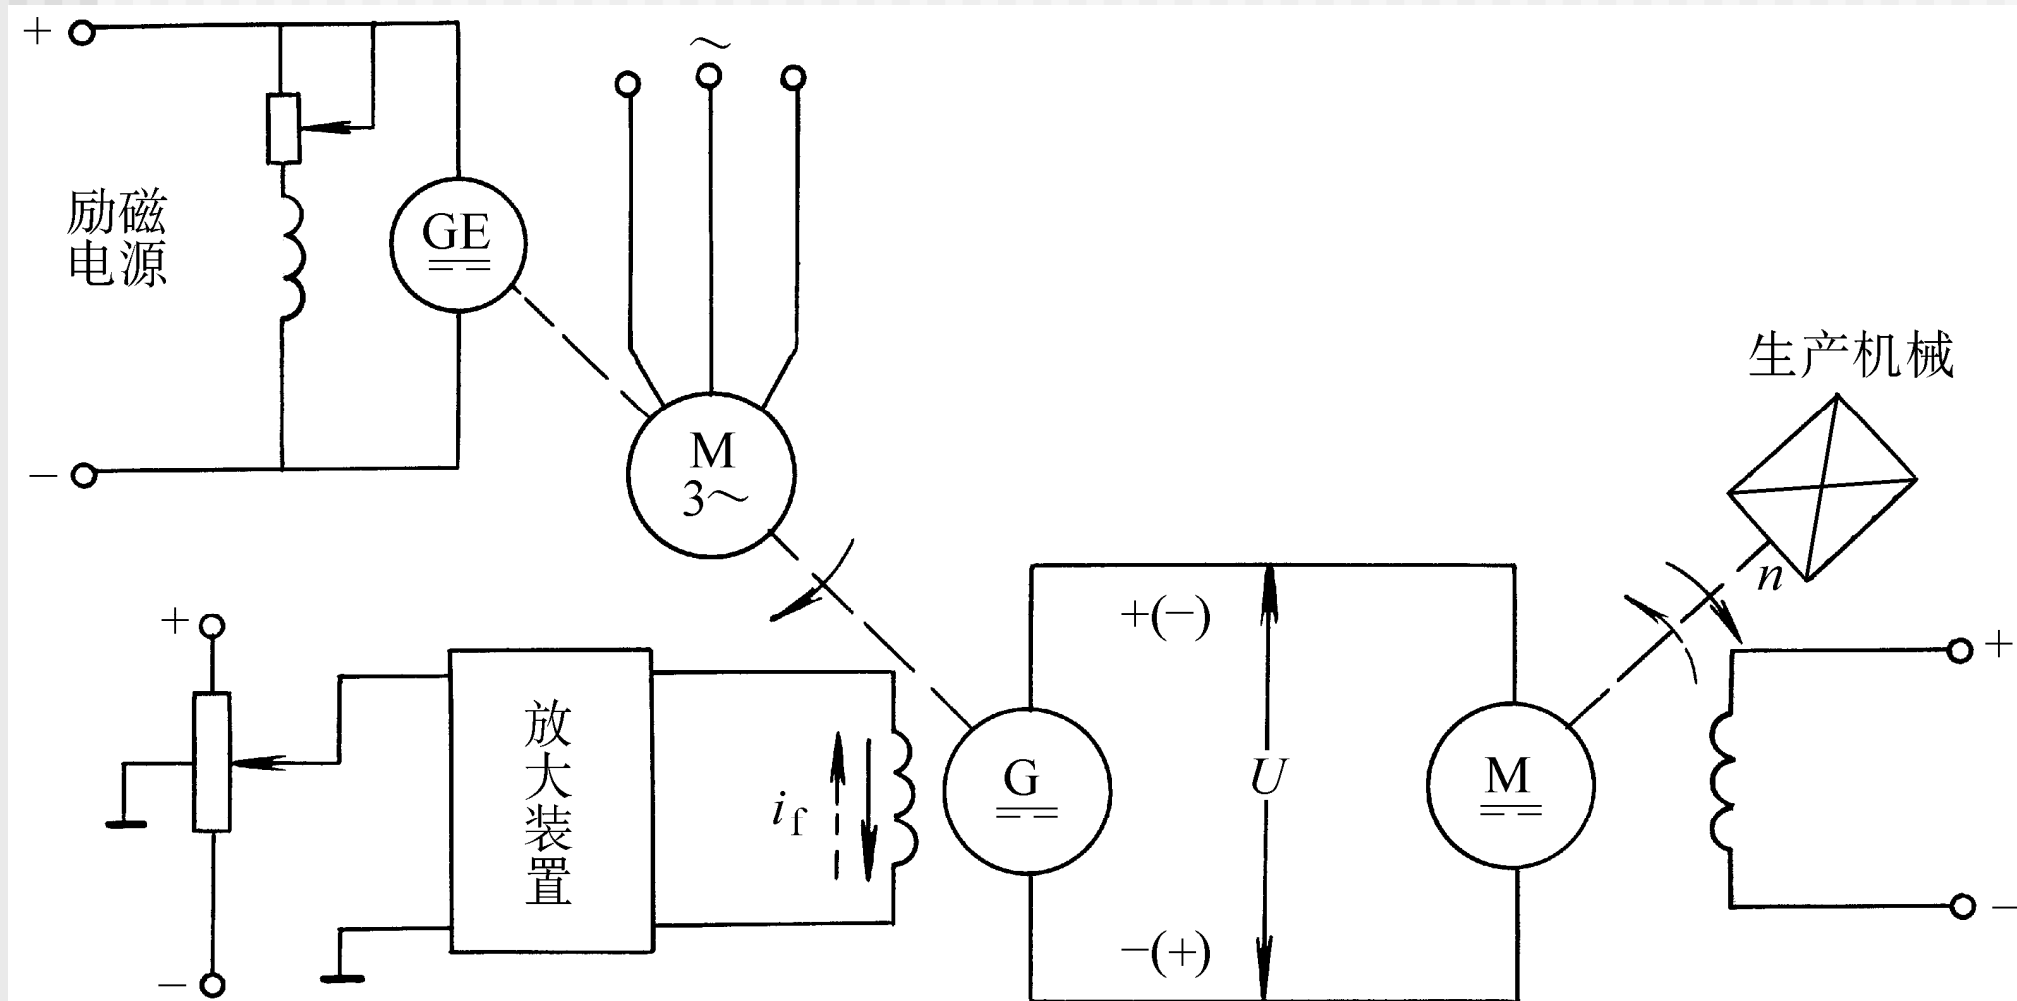 +
～
励磁
电源
GE
－
M
3～
生产机械
n
+
放大装置
i_f
－
G
+(−)
U
−(+)
M
+
－